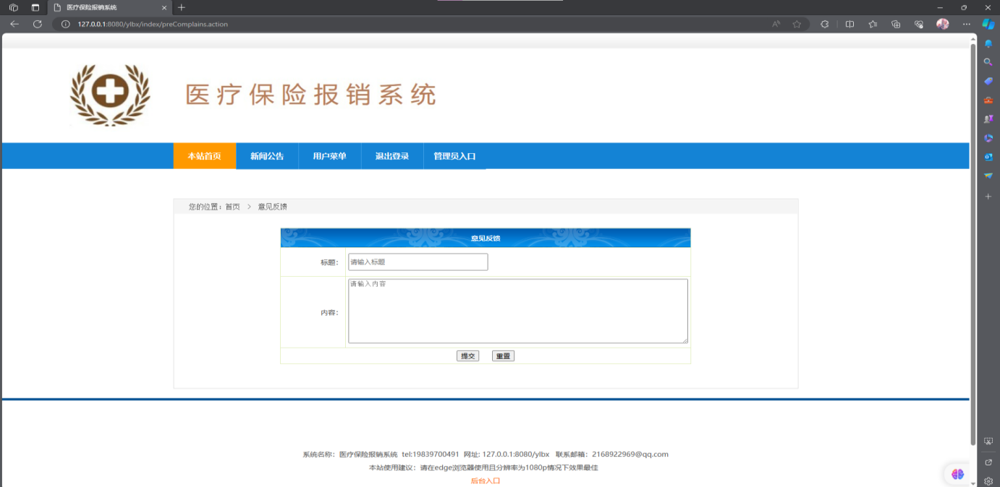 医疗保险报销系统
127.0.0.1:8080/ylbx/index/preComplains.action
医疗保险报销系统
本站首页 新闻公告 用户菜单 退出登录 管理员入口
您的位置：首页 > 意见反馈
意见反馈
标题： 请输入标题
请输入内容
内容：
提交 重置
系统名称：医疗保险报销系统 tel:19839700491 网址: 127.0.0.1:8080/ylbx 联系邮箱：2168922969@qq.com
本站使用建议：请在edge浏览器使用且分辨率为1080p情况下效果最佳
后台入口